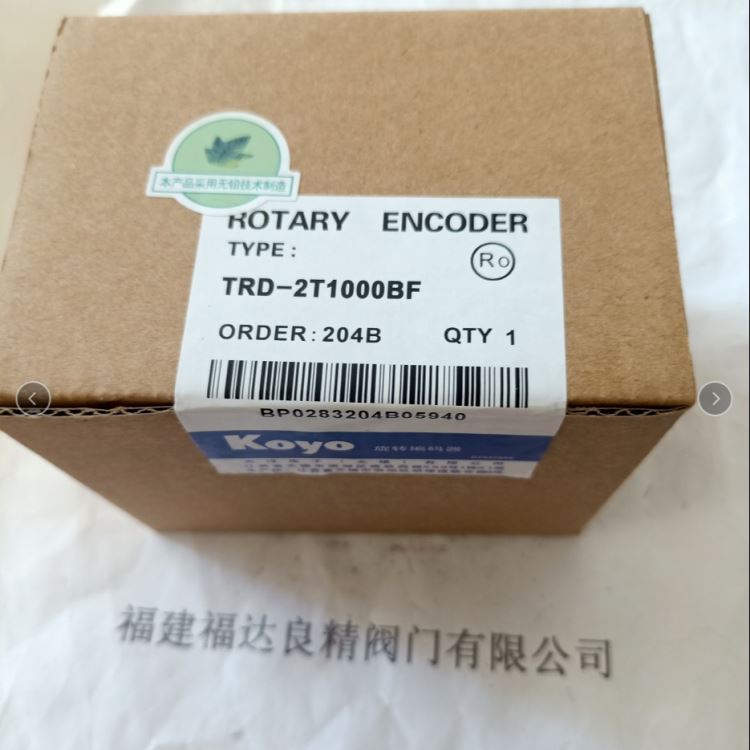 本产品采用无铅技术制造
ROTARY ENCODER
TYPE:
Ro
TRD-2T1000BF
ORDER:204B QTY 1
BP0283204B05940
Koyo 旋转编码器
福建福达良精阀门有限公司